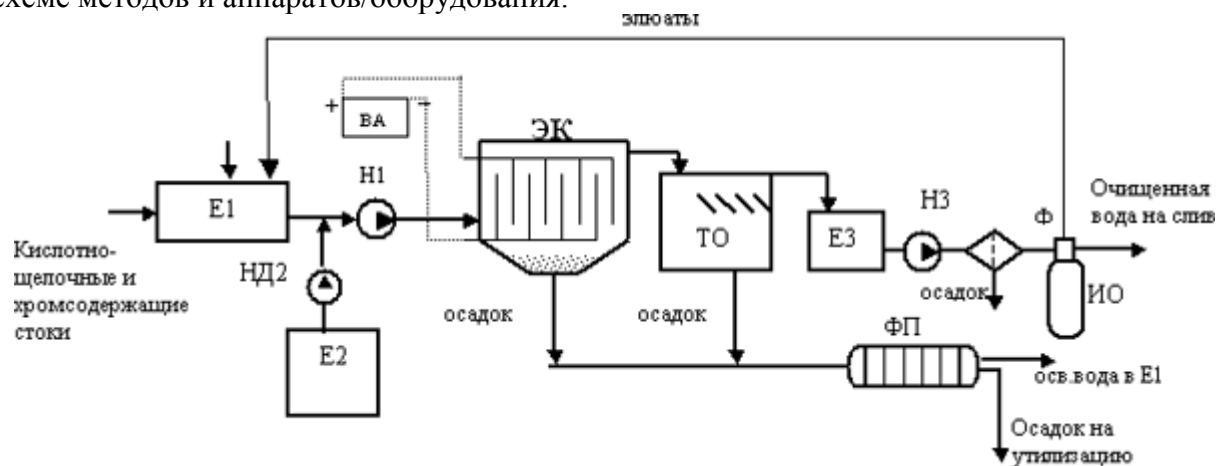 схеме методов и аппаратов/оборудования.
элюаты
+ ВА -
ЭК
Н1
Е1
Кислотно-
щелочные и
хромсодержащие
стоки
НД2
Е2
осадок
ТО
осадок
Е3
Н3
осадок
Ф
Очищенная
вода на слив
ИО
ФП
осв.вода в Е1
Осадок на
утилизацию